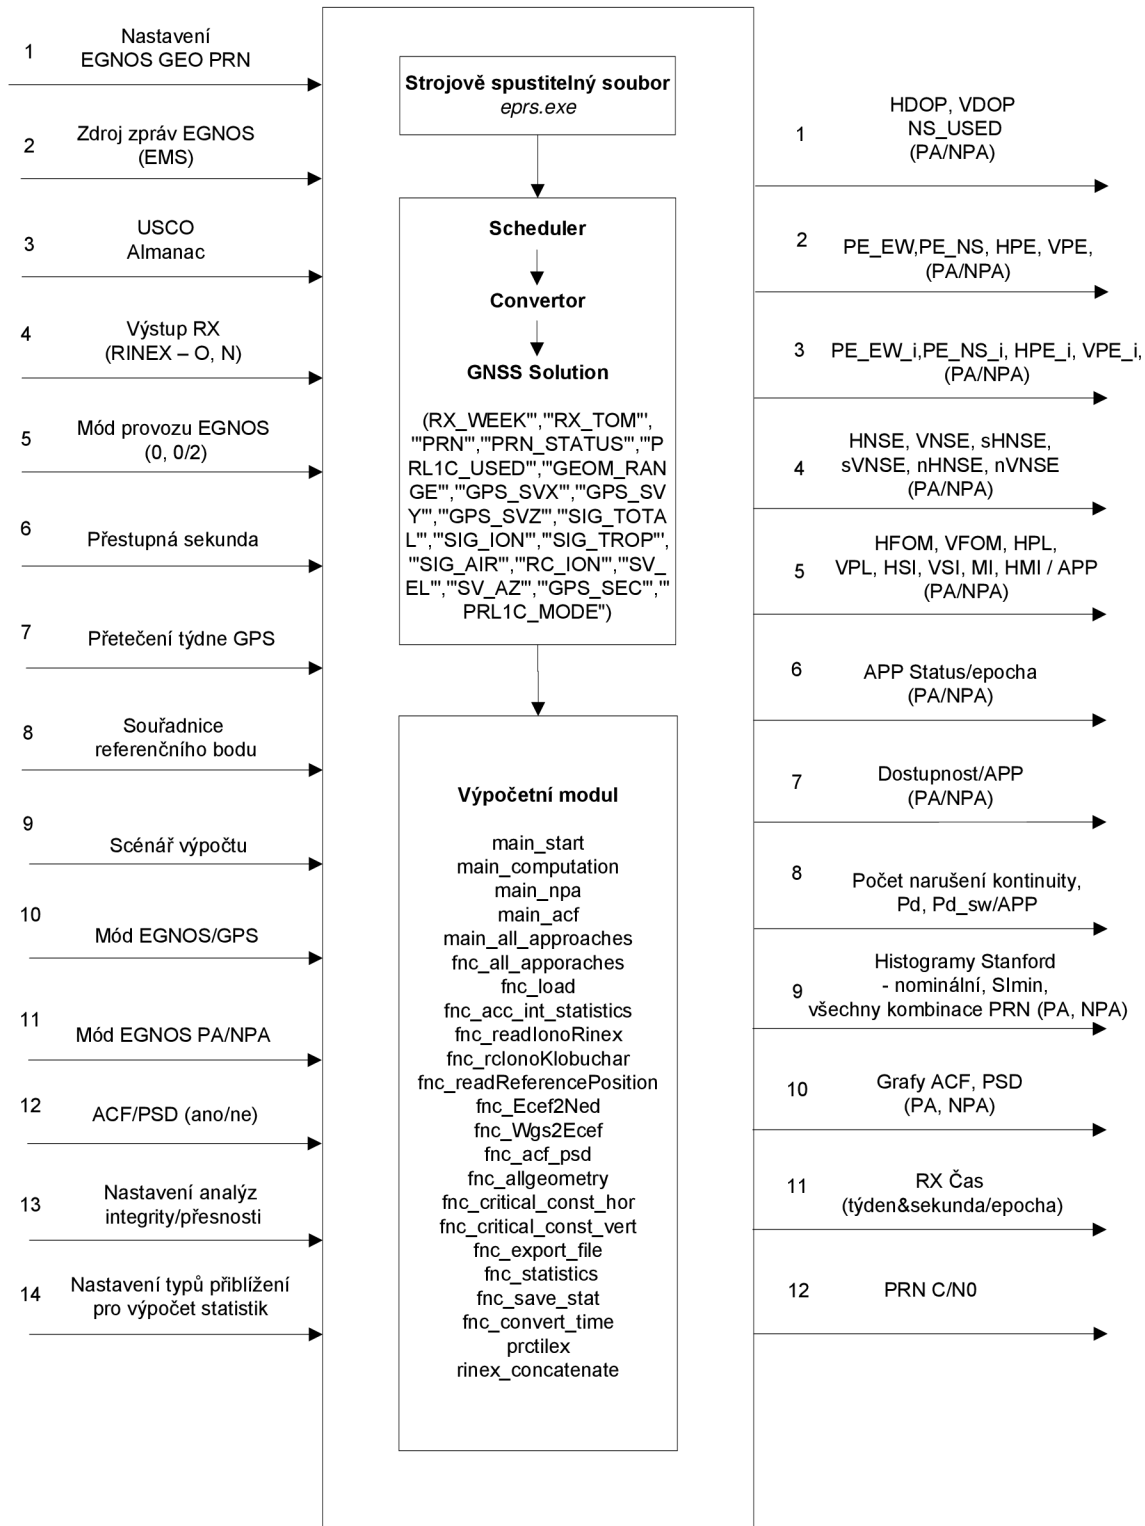 1
Nastavení
EGNOS GEO PRN
2
Zdroj zpráv EGNOS
(EMS)
3
USCO
Almanac
4
Výstup RX
(RINEX – O, N)
5
Mód provozu EGNOS
(0, 0/2)
6
Přestupná sekunda
7
Přetečení týdne GPS
8
Souřadnice
referenčního bodu
9
Scénář výpočtu
10
Mód EGNOS/GPS
11
Mód EGNOS PA/NPA
12
ACF/PSD (ano/ne)
13
Nastavení analýz
integrity/přesnosti
14
Nastavení typů přiblížení
pro výpočet statistik
Strojově spustitelný soubor
eprs.exe
Scheduler
Convertor
GNSS Solution
(RX_WEEK''','''RX_TOM''',
'''PRN''','''PRN_STATUS''','''P
RL1C_USED''','''GEOM_RAN
GE''','''GPS_SVX''','''GPS_SV
Y''','''GPS_SVZ''','''SIG_TOTA
L''','''SIG_ION''','''SIG_TROP''',
'''SIG_AIR''','''RC_ION''','''SV_
EL''','''SV_AZ''','''GPS_SEC''','''
PRL1C_MODE'')
Výpočetní modul
main_start
main_computation
main_npa
main_acf
main_all_approaches
fnc_all_apporaches
fnc_load
fnc_acc_int_statistics
fnc_readIonoRinex
fnc_rcIonoKlobuchar
fnc_readReferencePosition
fnc_Ecef2Ned
fnc_Wgs2Ecef
fnc_acf_psd
fnc_allgeometry
fnc_critical_const_hor
fnc_critical_const_vert
fnc_export_file
fnc_statistics
fnc_save_stat
fnc_convert_time
prctilex
rinex_concatenate
1
HDOP, VDOP
NS_USED
(PA/NPA)
2
PE_EW,PE_NS, HPE, VPE,
(PA/NPA)
3
PE_EW_i,PE_NS_i, HPE_i, VPE_i,
(PA/NPA)
4
HNSE, VNSE, sHNSE,
sVNSE, nHNSE, nVNSE
(PA/NPA)
5
HFOM, VFOM, HPL,
VPL, HSI, VSI, MI, HMI / APP
(PA/NPA)
6
APP Status/epocha
(PA/NPA)
7
Dostupnost/APP
(PA/NPA)
8
Počet narušení kontinuity,
Pd, Pd_sw/APP
9
Histogramy Stanford
- nominální, SImin,
všechny kombinace PRN (PA, NPA)
10
Grafy ACF, PSD
(PA, NPA)
11
RX Čas
(týden&sekunda/epocha)
12
PRN C/N0